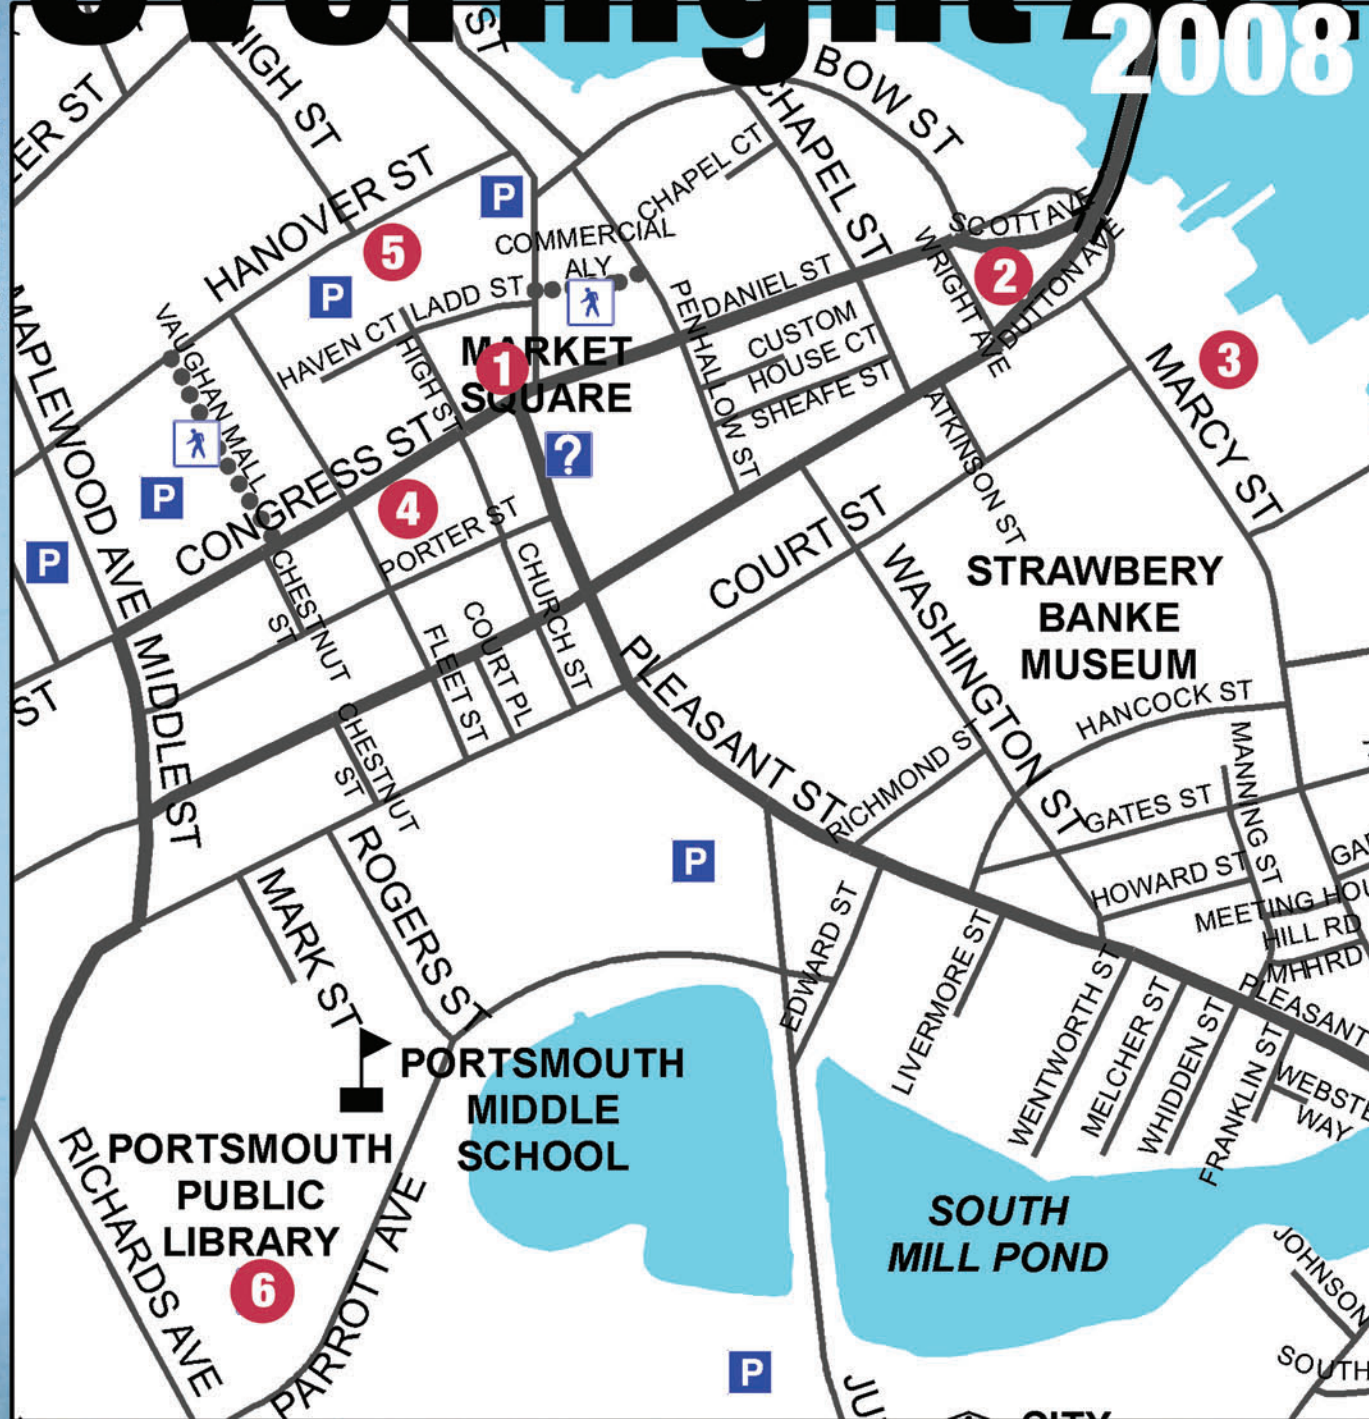 2008
HIGH ST
ST
BOW ST
CHAPEL ST
HANOVER ST
P
CHAPEL CT
COMMERCIAL
ALY
SCOTT AVE
5
P
LADD ST
HAVEN CT
HIGH ST
VAUGHAN MALL
MAPLEWOOD AVE
DANIEL ST
PENHALLOW ST
CUSTOM
HOUSE CT
SHEAFE ST
WRIGHT AVE
2
DUTTON AVE
3
MARCY ST
1
MARKET
SQUARE
?
CONGRESS ST
P
P
4
PORTER ST
ATKINSON ST
COURT ST
WASHINGTON ST
STRAWBERY
BANKE
MUSEUM
CHESTNUT
ST
CHURCH ST
COURT PL
FLEET ST
MIDDLE ST
ST
PLEASANT ST
CHESTNUT
ST
HANCOCK ST
MANNING ST
RICHMOND ST
GATES ST
HOWARD ST
MEETING HOU
HILL RD
MHHRD
PLEASANT
ROGERS ST
MARK ST
P
EDWARD ST
LIVERMORE ST
WENTWORTH ST
MELCHER ST
WHIDDEN ST
FRANKLIN ST
WEBSTE
WAY
PORTSMOUTH
MIDDLE
SCHOOL
PORTSMOUTH
PUBLIC
LIBRARY
6
RICHARDS AVE
PARROTT AVE
SOUTH
MILL POND
JOHNSON
SOUTH
P
JU
CITY